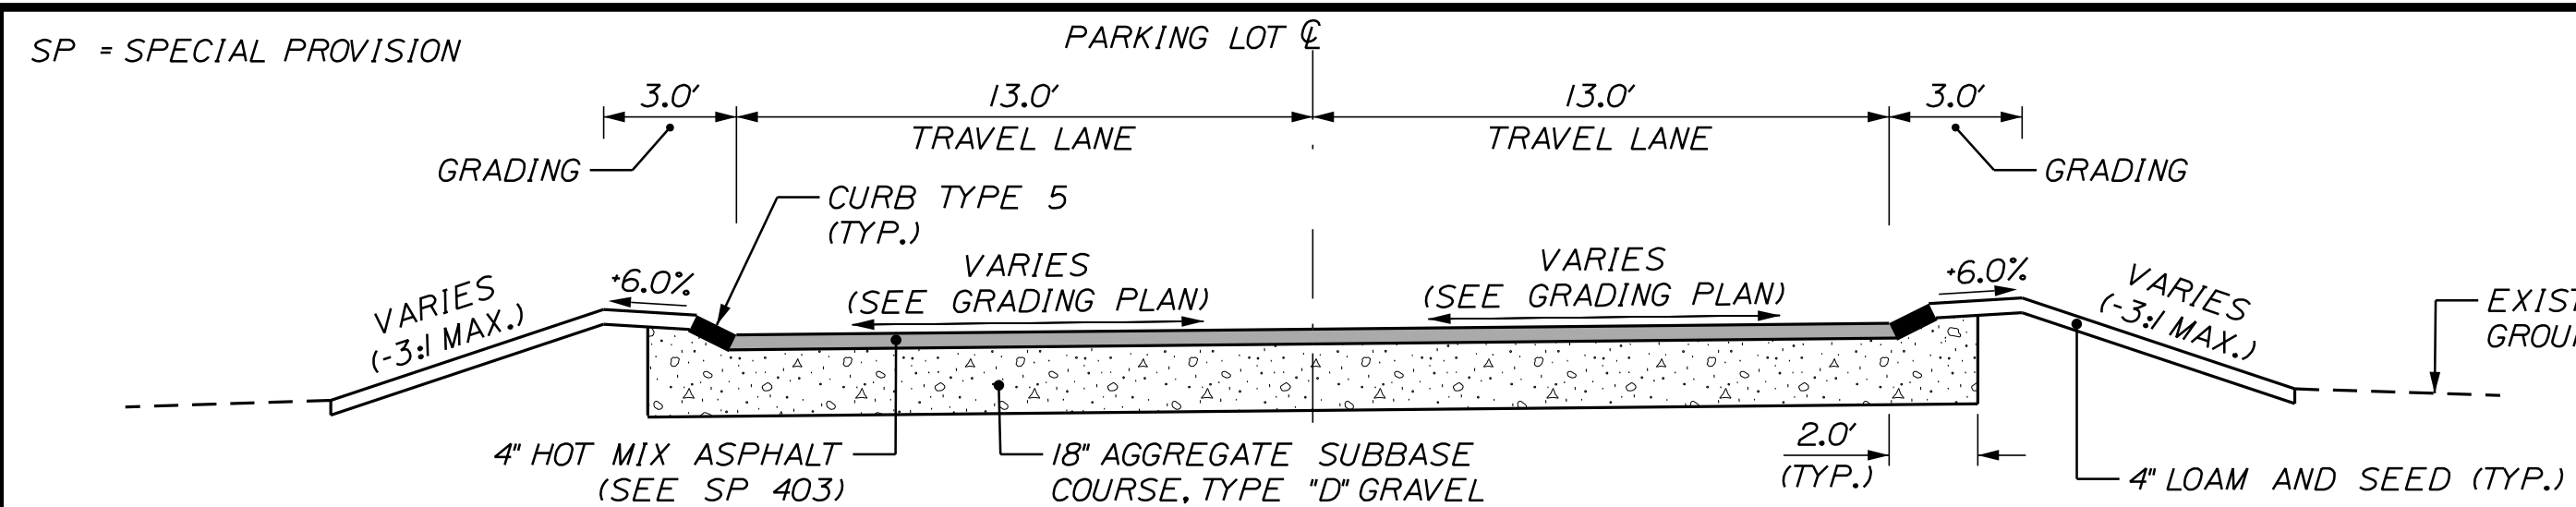 PARKING LOT ℄
SP = SPECIAL PROVISION
3.0'
13.0'
13.0'
3.0'
TRAVEL LANE
TRAVEL LANE
GRADING
GRADING
CURB TYPE 5
(TYP.)
VARIES
(SEE GRADING PLAN)
VARIES
(SEE GRADING PLAN)
+6.0%
+6.0%
VARIES
(-3:1 MAX.)
VARIES
(-3:1 MAX.)
2.0'
(TYP.)
4" HOT MIX ASPHALT
(SEE SP 403)
18" AGGREGATE SUBBASE
COURSE, TYPE "D" GRAVEL
4" LOAM AND SEED (TYP.)